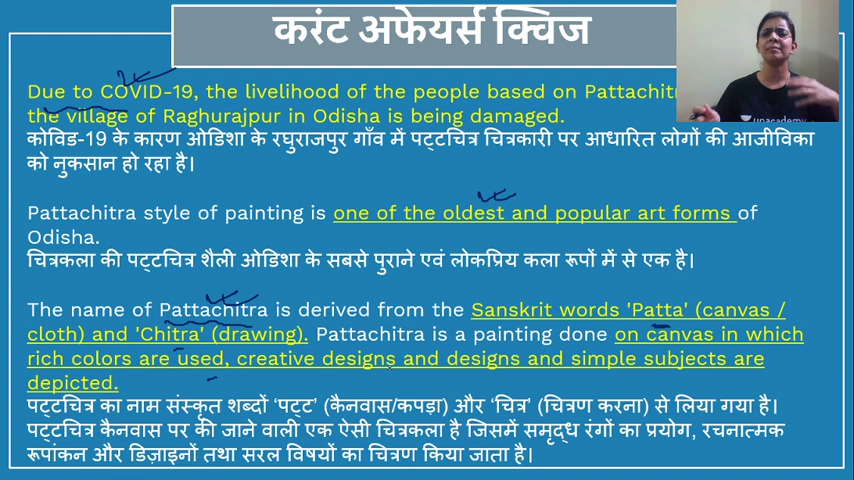 करंट अफेयर्स क्विज
Due to COVID-19, the livelihood of the people based on Pattachitr
the village of Raghurajpur in Odisha is being damaged.
कोविड-19 के कारण ओडिशा के रघुराजपुर गाँव में पट्टचित्र चित्रकारी पर आधारित लोगों की आजीविका
को नुकसान हो रहा है।
Pattachitra style of painting is one of the oldest and popular art forms of
Odisha.
चित्रकला की पट्टचित्र शैली ओडिशा के सबसे पुराने एवं लोकप्रिय कला रूपों में से एक है।
The name of Pattachitra is derived from the Sanskrit words 'Patta' (canvas /
cloth) and 'Chitra' (drawing). Pattachitra is a painting done on canvas in which
rich colors are used, creative designs and designs and simple subjects are
depicted.
पट्टचित्र का नाम संस्कृत शब्दों ‘पट्ट’ (कैनवास/कपड़ा) और ‘चित्र’ (चित्रण करना) से लिया गया है।
पट्टचित्र कैनवास पर की जाने वाली एक ऐसी चित्रकला है जिसमें समृद्ध रंगों का प्रयोग, रचनात्मक
रूपांकन और डिज़ाइनों तथा सरल विषयों का चित्रण किया जाता है।